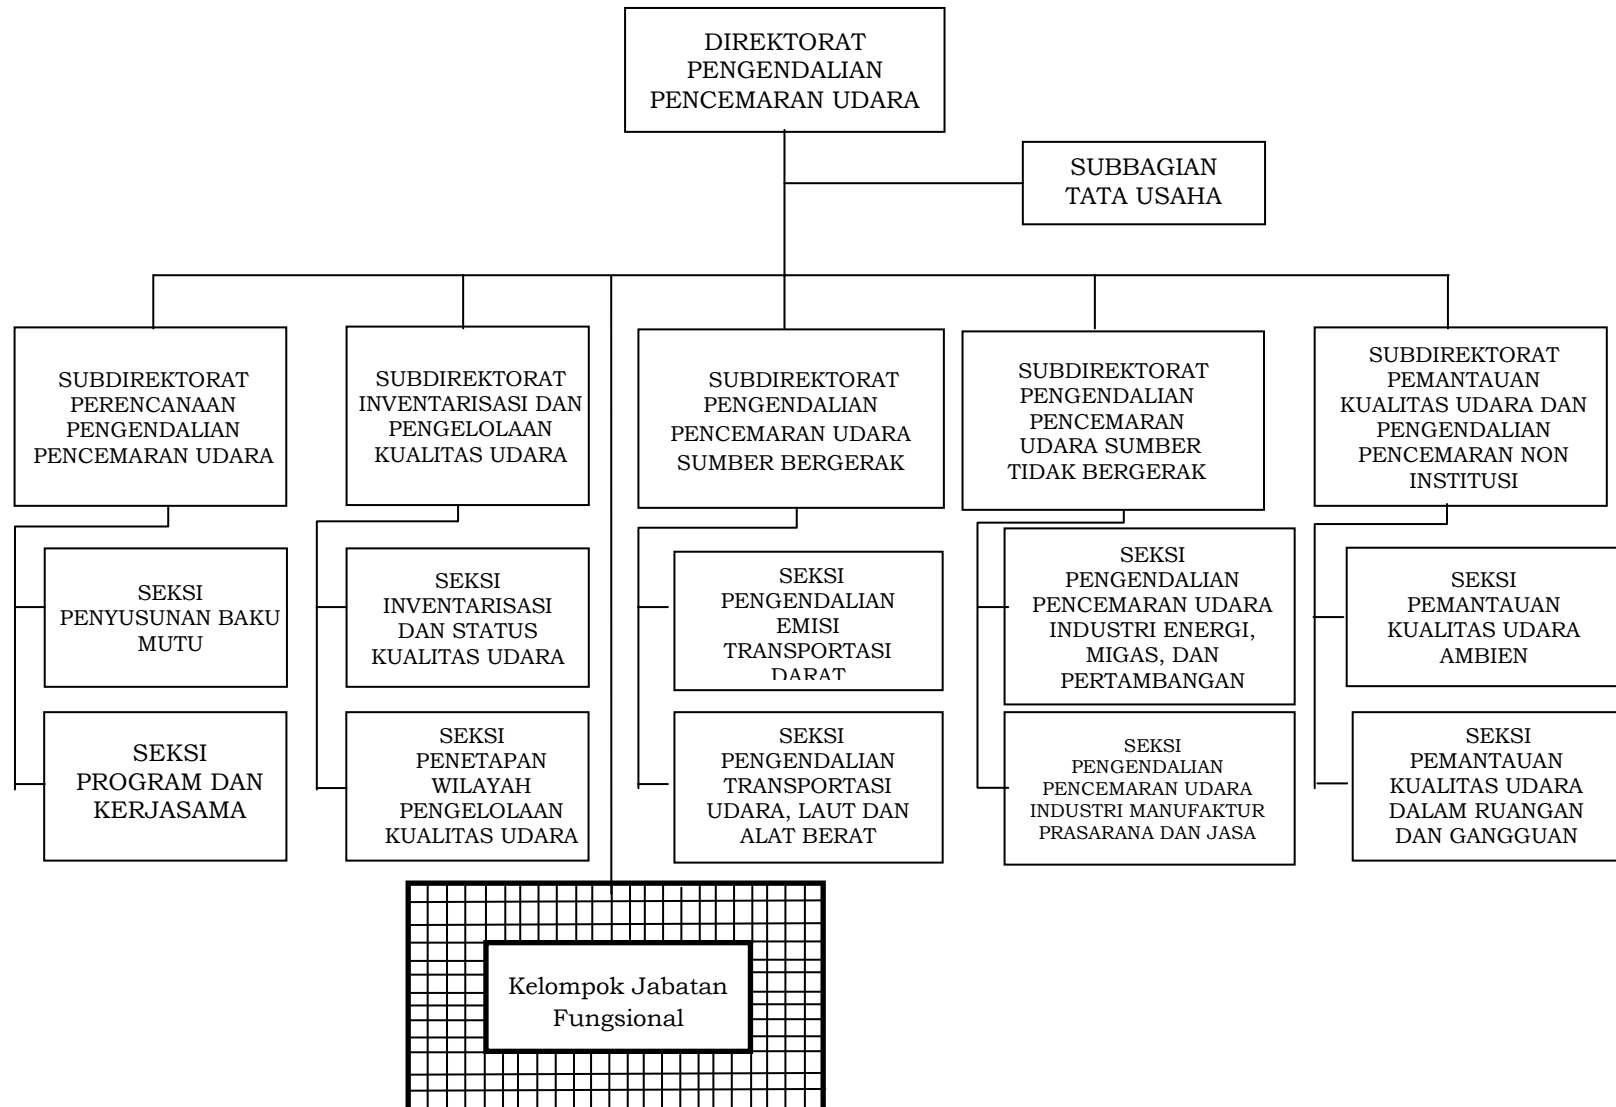 DIREKTORAT
PENGENDALIAN
PENCEMARAN UDARA
SUBBAGIAN
TATA USAHA
SUBDIREKTORAT
PERENCANAAN
PENGENDALIAN
PENCEMARAN UDARA
SUBDIREKTORAT
INVENTARISASI DAN
PENGELOLAAN
KUALITAS UDARA
SUBDIREKTORAT
PENGENDALIAN
PENCEMARAN UDARA
SUMBER BERGERAK
SUBDIREKTORAT
PENGENDALIAN
PENCEMARAN
UDARA SUMBER
TIDAK BERGERAK
SUBDIREKTORAT
PEMANTAUAN
KUALITAS UDARA DAN
PENGENDALIAN
PENCEMARAN NON
INSTITUSI
SEKSI
PENYUSUNAN BAKU
MUTU
SEKSI
INVENTARISASI
DAN STATUS
KUALITAS UDARA
SEKSI
PENGENDALIAN
EMISI
TRANSPORTASI
DARAT
SEKSI
PENGENDALIAN
PENCEMARAN UDARA
INDUSTRI ENERGI,
MIGAS, DAN
PERTAMBANGAN
SEKSI
PEMANTAUAN
KUALITAS UDARA
AMBIEN
SEKSI
PROGRAM DAN
KERJASAMA
SEKSI
PENETAPAN
WILAYAH
PENGELOLAAN
KUALITAS UDARA
SEKSI
PENGENDALIAN
TRANSPORTASI
UDARA, LAUT DAN
ALAT BERAT
SEKSI
PENGENDALIAN
PENCEMARAN UDARA
INDUSTRI MANUFAKTUR
PRASARANA DAN JASA
SEKSI
PEMANTAUAN
KUALITAS UDARA
DALAM RUANGAN
DAN GANGGUAN
Kelompok Jabatan
Fungsional